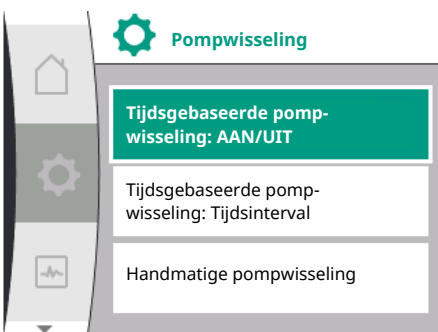 Pompwisseling
Tijdsgebaseerde pomp-
wisseling: AAN/UIT
Tijdsgebaseerde pomp-
wisseling: Tijdsinterval
Handmatige pompwisseling